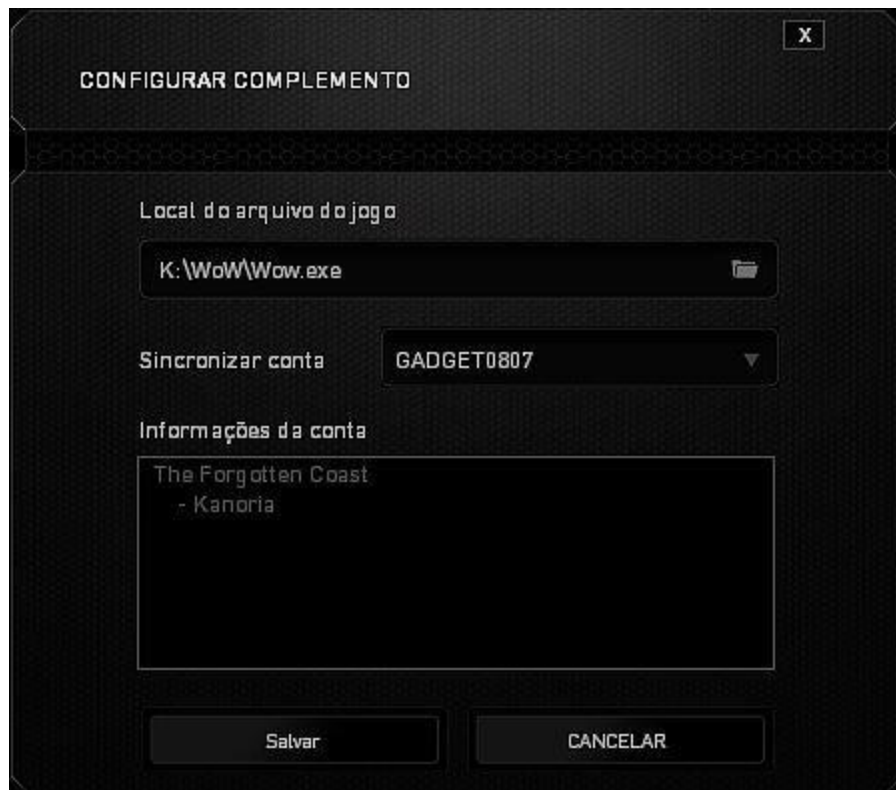 X
CONFIGURAR COMPLEMENTO
Local do arquivo do jogo
K:\WoW\Wow.exe
Sincronizar conta GADGET0807
Informações da conta
The Forgotten Coast
- Kanoria
Salvar CANCELAR